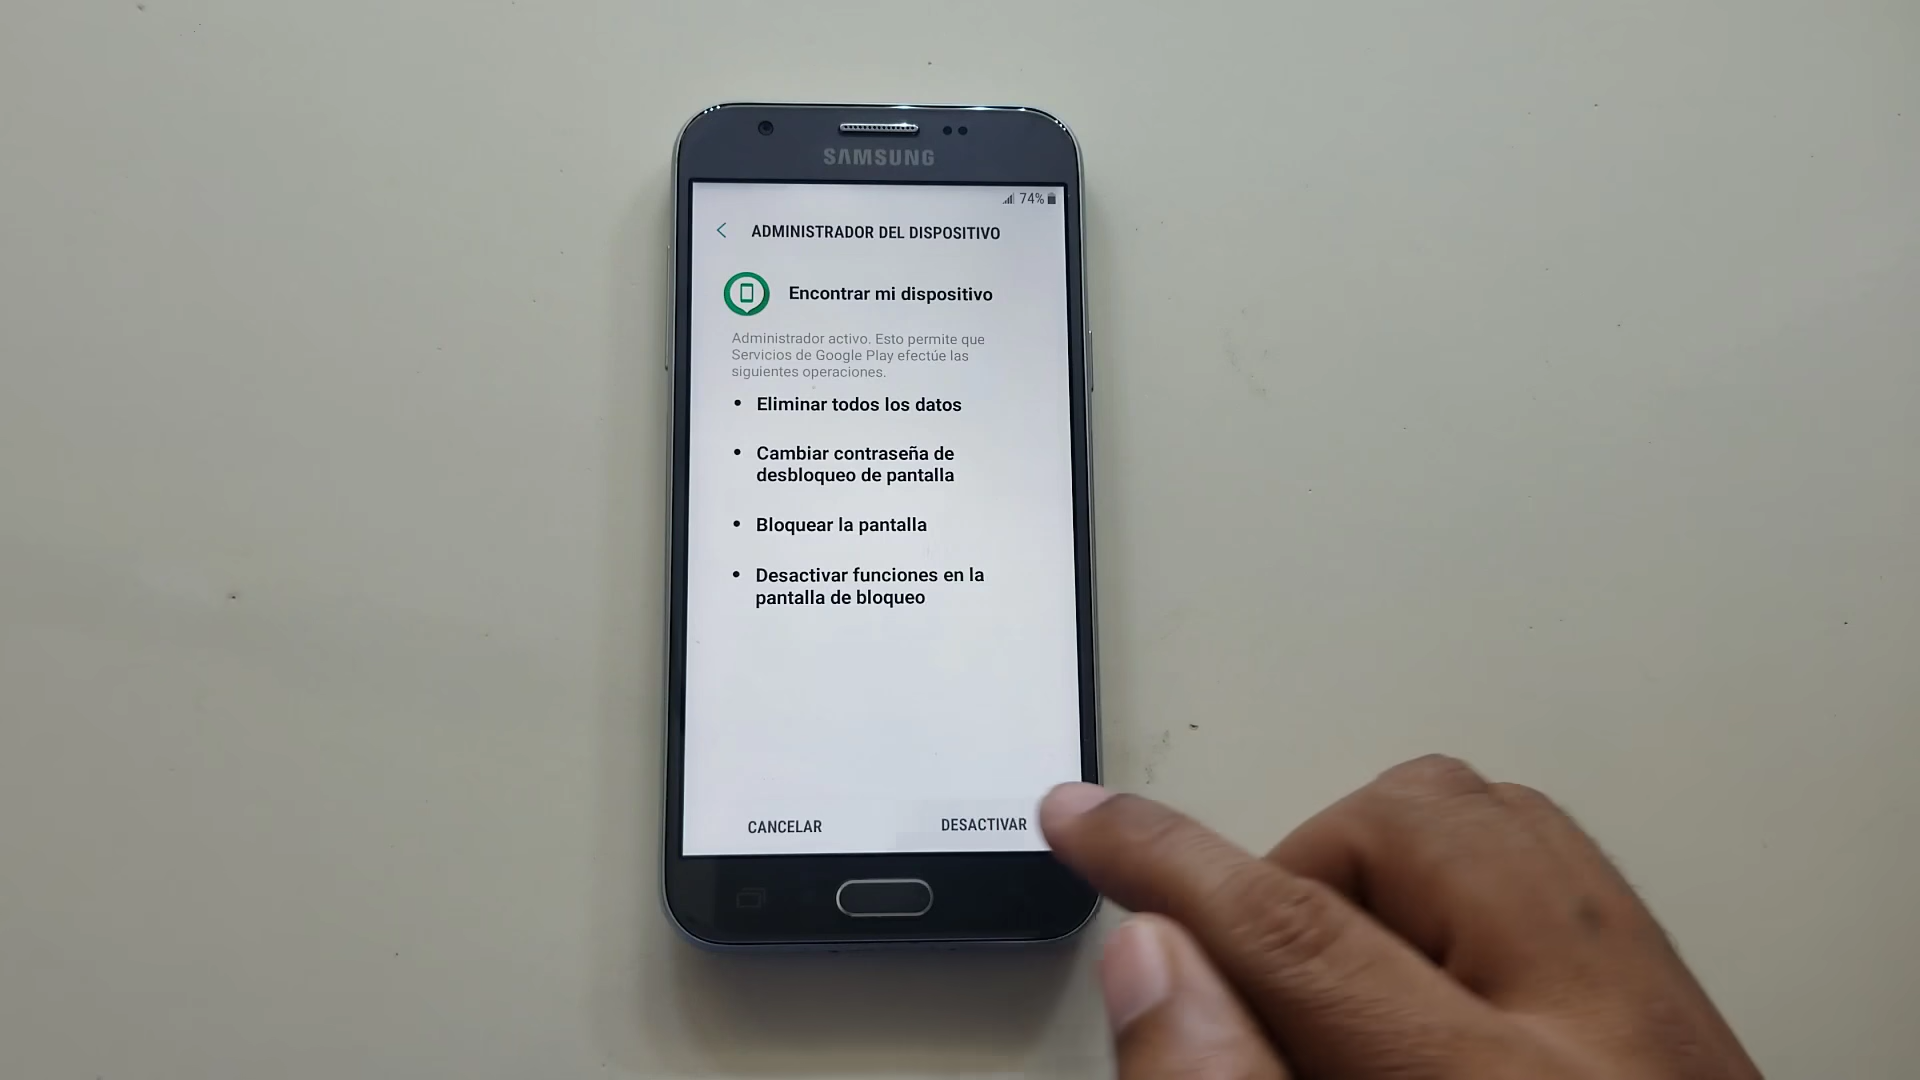 SAMSUNG
74%
ADMINISTRADOR DEL DISPOSITIVO
Encontrar mi dispositivo
Administrador activo. Esto permite que
Servicios de Google Play efectúe las
siguientes operaciones.
• Eliminar todos los datos
• Cambiar contraseña de
desbloqueo de pantalla
• Bloquear la pantalla
• Desactivar funciones en la
pantalla de bloqueo
CANCELAR
DESACTIVAR